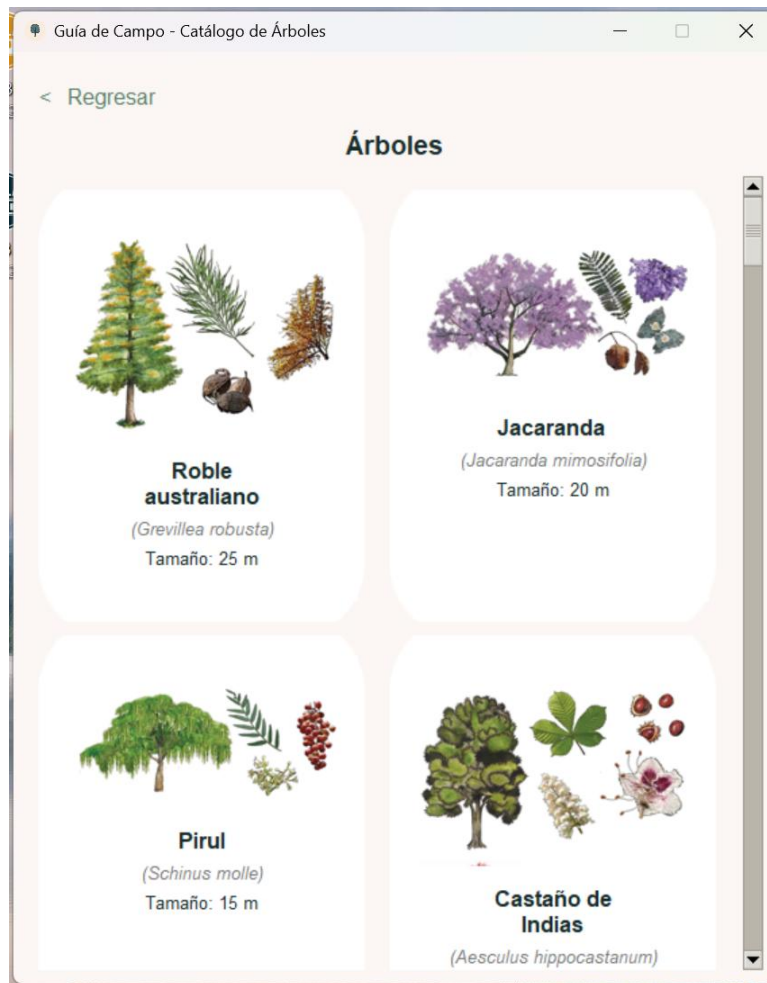 Guía de Campo - Catálogo de Árboles
< Regresar
Árboles
Roble
australiano
(Grevillea robusta)
Tamaño: 25 m
Jacaranda
(Jacaranda mimosifolia)
Tamaño: 20 m
Pirul
(Schinus molle)
Tamaño: 15 m
Castaño de
Indias
(Aesculus hippocastanum)